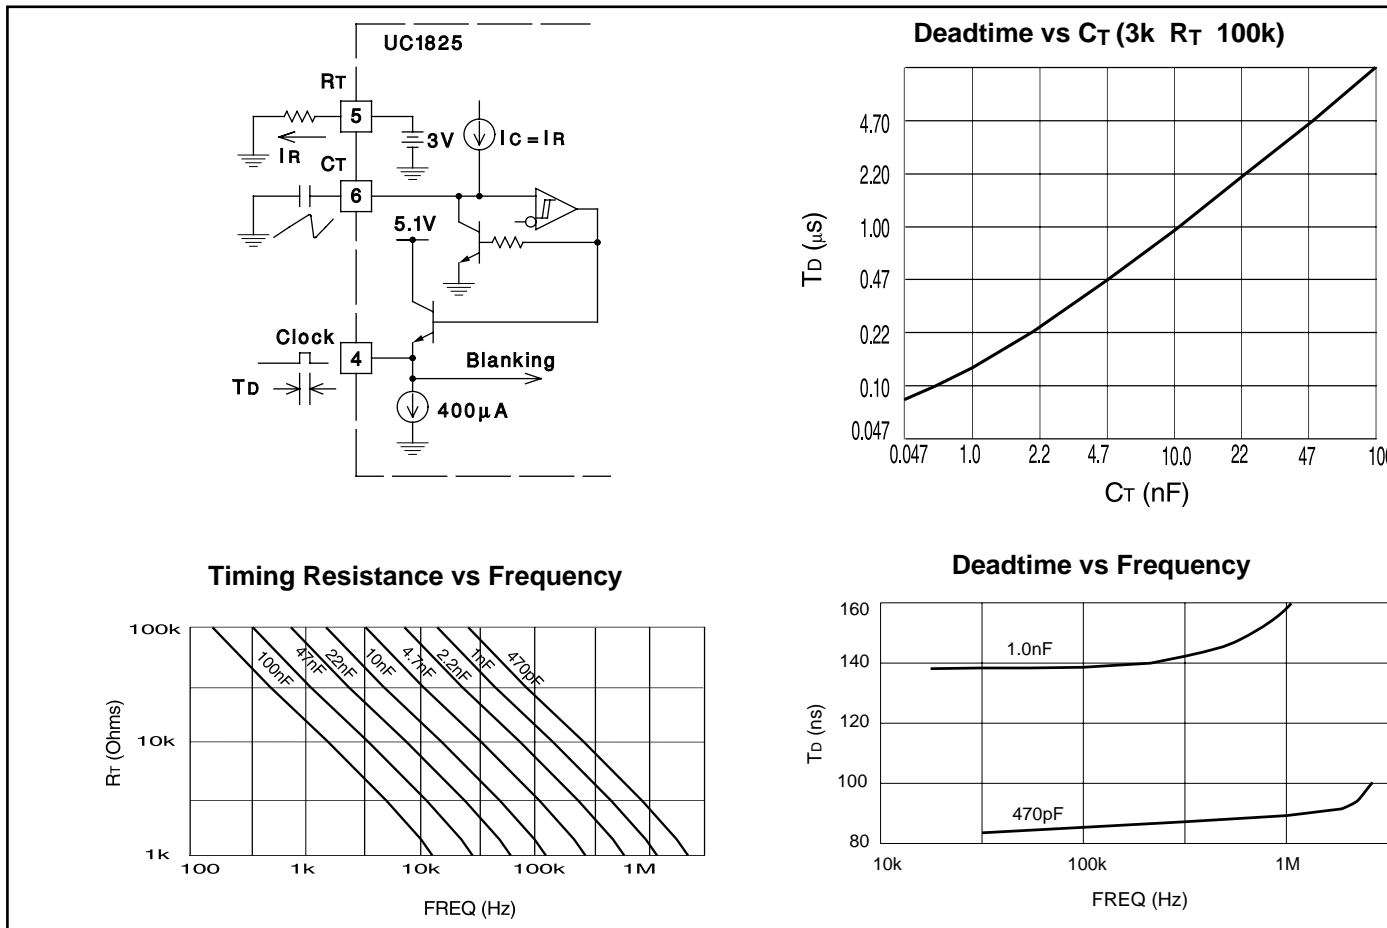 UC1825
RT
5
IR
3V
IC=IR
CT
6
5.1V
Clock
4
TD
Blanking
400µA
Deadtime vs CT (3k RT 100k)
4.70
2.20
1.00
0.47
0.22
0.10
0.047
TD (µs)
0.047 1.0 2.2 4.7 10.0 22 47 100
CT (nF)
Timing Resistance vs Frequency
100k
10k
1k
RT (Ohms)
100nF 47nF 22nF 10nF 4.7nF 2.2nF 1nF 470pF
100 1k 10k 100k 1M
FREQ (Hz)
Deadtime vs Frequency
160
140
120
100
80
TD (ns)
1.0nF
470pF
10k 100k 1M
FREQ (Hz)